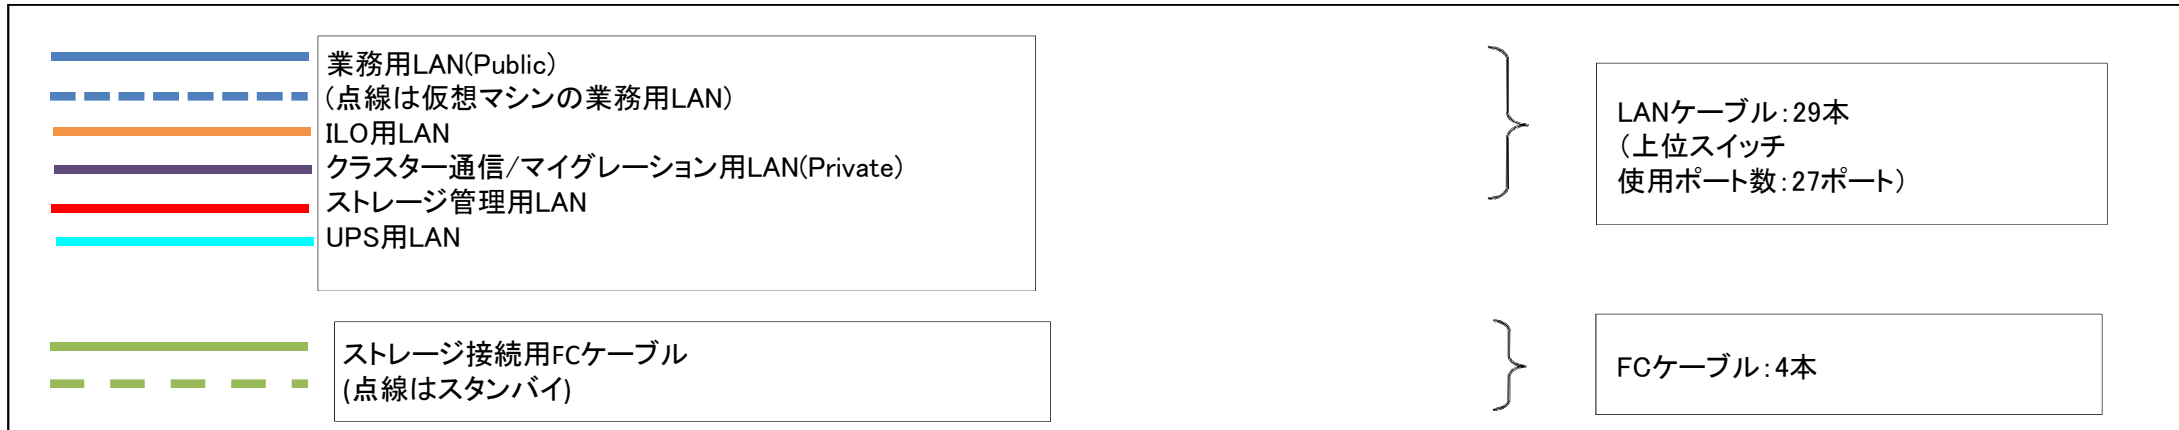 業務用LAN(Public)
(点線は仮想マシンの業務用LAN)
ILO用LAN
クラスター通信/マイグレーション用LAN(Private)
ストレージ管理用LAN
UPS用LAN
LANケーブル:29本
(上位スイッチ
使用ポート数:27ポート)
ストレージ接続用FCケーブル
(点線はスタンバイ)
FCケーブル:4本